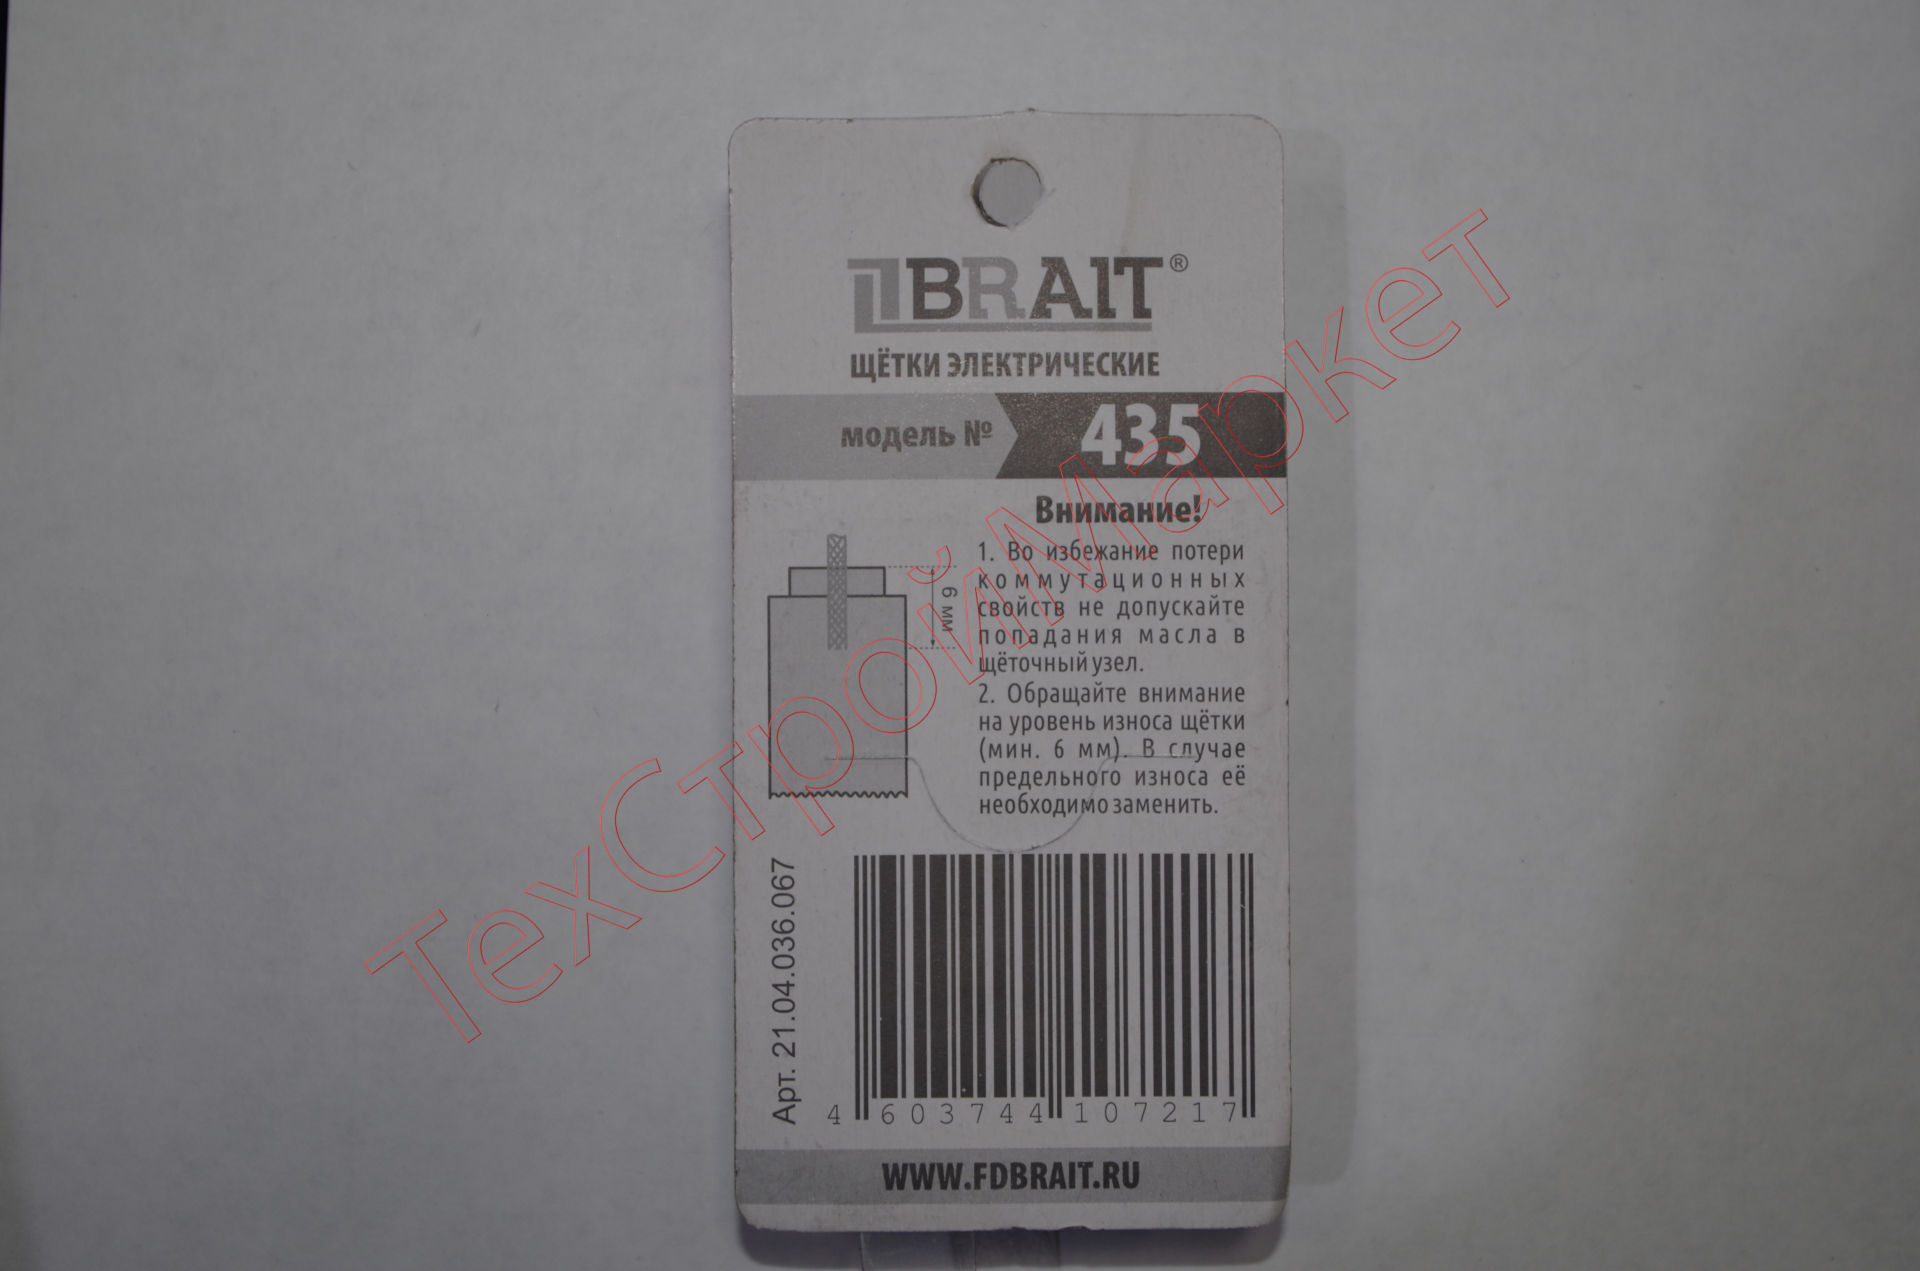 BRAIT®
ЩЁТКИ ЭЛЕКТРИЧЕСКИЕ
модель № 435
Внимание!
1. Во избежание потери
коммутационных
свойств не допускайте
попадания масла в
щёточный узел.
2. Обращайте внимание
на уровень износа щётки
(мин. 6 мм). В случае
предельного износа её
необходимо заменить.
6 мм
Арт. 21.04.036.067
4 603744 107217
WWW.FDBRAIT.RU
ТехСтройМаркет